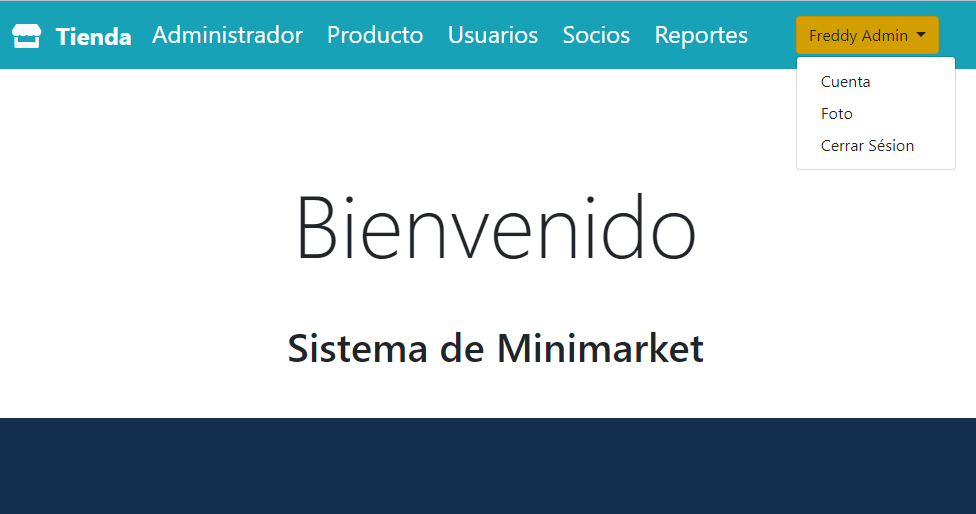 Tienda Administrador Producto Usuarios Socios Reportes Freddy Admin
Cuenta
Foto
Cerrar Sésion
Bienvenido
Sistema de Minimarket